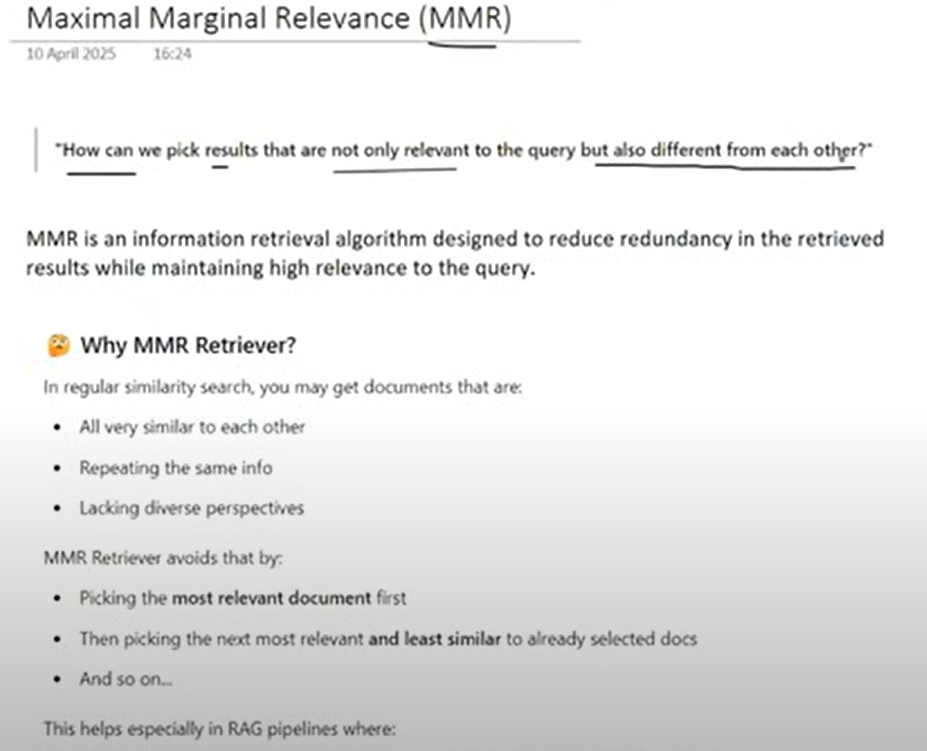 Maximal Marginal Relevance (MMR)
10 April 2025 16:24
"How can we pick results that are not only relevant to the query but also different from each other?"
MMR is an information retrieval algorithm designed to reduce redundancy in the retrieved
results while maintaining high relevance to the query.
🤔 Why MMR Retriever?
In regular similarity search, you may get documents that are:
• All very similar to each other
• Repeating the same info
• Lacking diverse perspectives
MMR Retriever avoids that by:
• Picking the most relevant document first
• Then picking the next most relevant and least similar to already selected docs
• And so on...
This helps especially in RAG pipelines where: